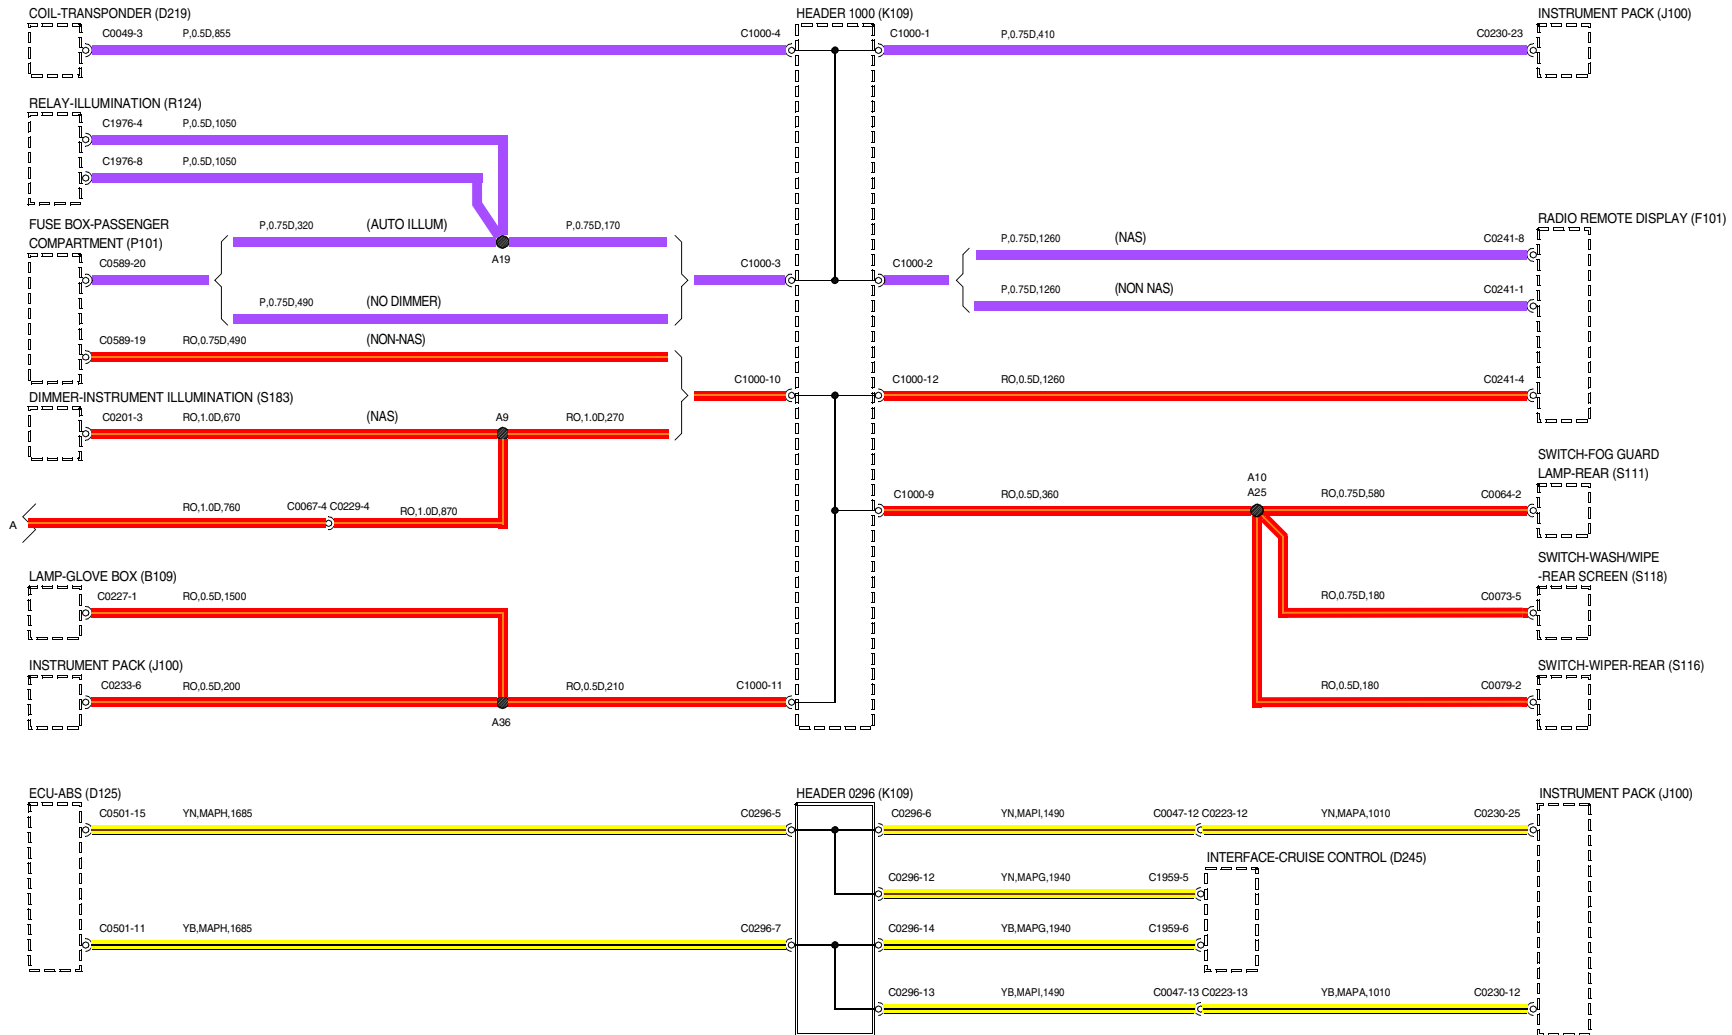 COIL-TRANSPONDER (D219)
HEADER 1000 (K109)
INSTRUMENT PACK (J100)
C0049-3 P,0.5D,855 C1000-4 C1000-1 P,0.75D,410 C0230-23
RELAY-ILLUMINATION (R124)
C1976-4 P,0.5D,1050
C1976-8 P,0.5D,1050
FUSE BOX-PASSENGER
COMPARTMENT (P101)
P,0.75D,320 (AUTO ILLUM) P,0.75D,170
A19
RADIO REMOTE DISPLAY (F101)
P,0.75D,1260 (NAS) C0241-8
C0589-20 C1000-3 C1000-2
P,0.75D,1260 (NON NAS) C0241-1
P,0.75D,490 (NO DIMMER)
C0589-19 RO,0.75D,490 (NON-NAS)
C1000-10 C1000-12 RO,0.5D,1260 C0241-4
DIMMER-INSTRUMENT ILLUMINATION (S183)
C0201-3 RO,1.0D,670 (NAS) A9 RO,1.0D,270
SWITCH-FOG GUARD
LAMP-REAR (S111)
A10
A25
C1000-9 RO,0.5D,360 RO,0.75D,580 C0064-2
A RO,1.0D,760 C0067-4 C0229-4 RO,1.0D,870
SWITCH-WASH/WIPE
-REAR SCREEN (S118)
LAMP-GLOVE BOX (B109)
C0227-1 RO,0.5D,1500
RO,0.75D,180 C0073-5
INSTRUMENT PACK (J100)
SWITCH-WIPER-REAR (S116)
C0233-6 RO,0.5D,200 RO,0.5D,210 C1000-11
RO,0.5D,180 C0079-2
A36
ECU-ABS (D125)
HEADER 0296 (K109)
INSTRUMENT PACK (J100)
C0501-15 YN,MAPH,1685 C0296-5 C0296-6 YN,MAPI,1490 C0047-12 C0223-12 YN,MAPA,1010 C0230-25
INTERFACE-CRUISE CONTROL (D245)
C0296-12 YN,MAPG,1940 C1959-5
C0501-11 YB,MAPH,1685 C0296-7 C0296-14 YB,MAPG,1940 C1959-6
C0296-13 YB,MAPI,1490 C0047-13 C0223-13 YB,MAPA,1010 C0230-12